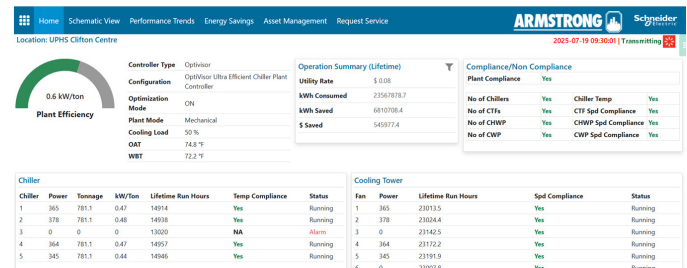 Home Schematic View Performance Trends Energy Savings Asset Management Request Service ARMSTRONG Schneider Electric
Location: UPHS Clifton Centre 2025-07-19 09:30:01 | Transmitting
0.6 kW/ton
Plant Efficiency
Controller Type Optivisor
Configuration OptiVisor Ultra Efficient Chiller Plant Controller
Optimization Mode ON
Plant Mode Mechanical
Cooling Load 50 %
OAT 74.8 °F
WBT 72.2 °F
Operation Summary (Lifetime)
Utility Rate $ 0.08
kWh Consumed 23567878.7
kWh Saved 6810708.4
$ Saved 545977.4
Compliance/Non Compliance
Plant Compliance Yes
No of Chillers Yes Chiller Temp Yes
No of CTFs Yes CTF Spd Compliance Yes
No of CHWP Yes CHWP Spd Compliance Yes
No of CWP Yes CWP Spd Compliance Yes
Chiller
Chiller Power Tonnage kW/Ton Lifetime Run Hours Temp Compliance Status
1 365 781.1 0.47 14914 Yes Running
2 378 781.1 0.48 14938 Yes Running
3 0 0 0 13020 NA Alarm
4 364 781.1 0.47 14957 Yes Running
5 345 781.1 0.44 14946 Yes Running
Cooling Tower
Fan Power Lifetime Run Hours Spd Compliance Status
1 365 23013.5 Yes Running
2 378 23024.4 Yes Running
3 0 23142.5 Yes Running
4 364 23172.2 Yes Running
5 345 23191.9 Yes Running